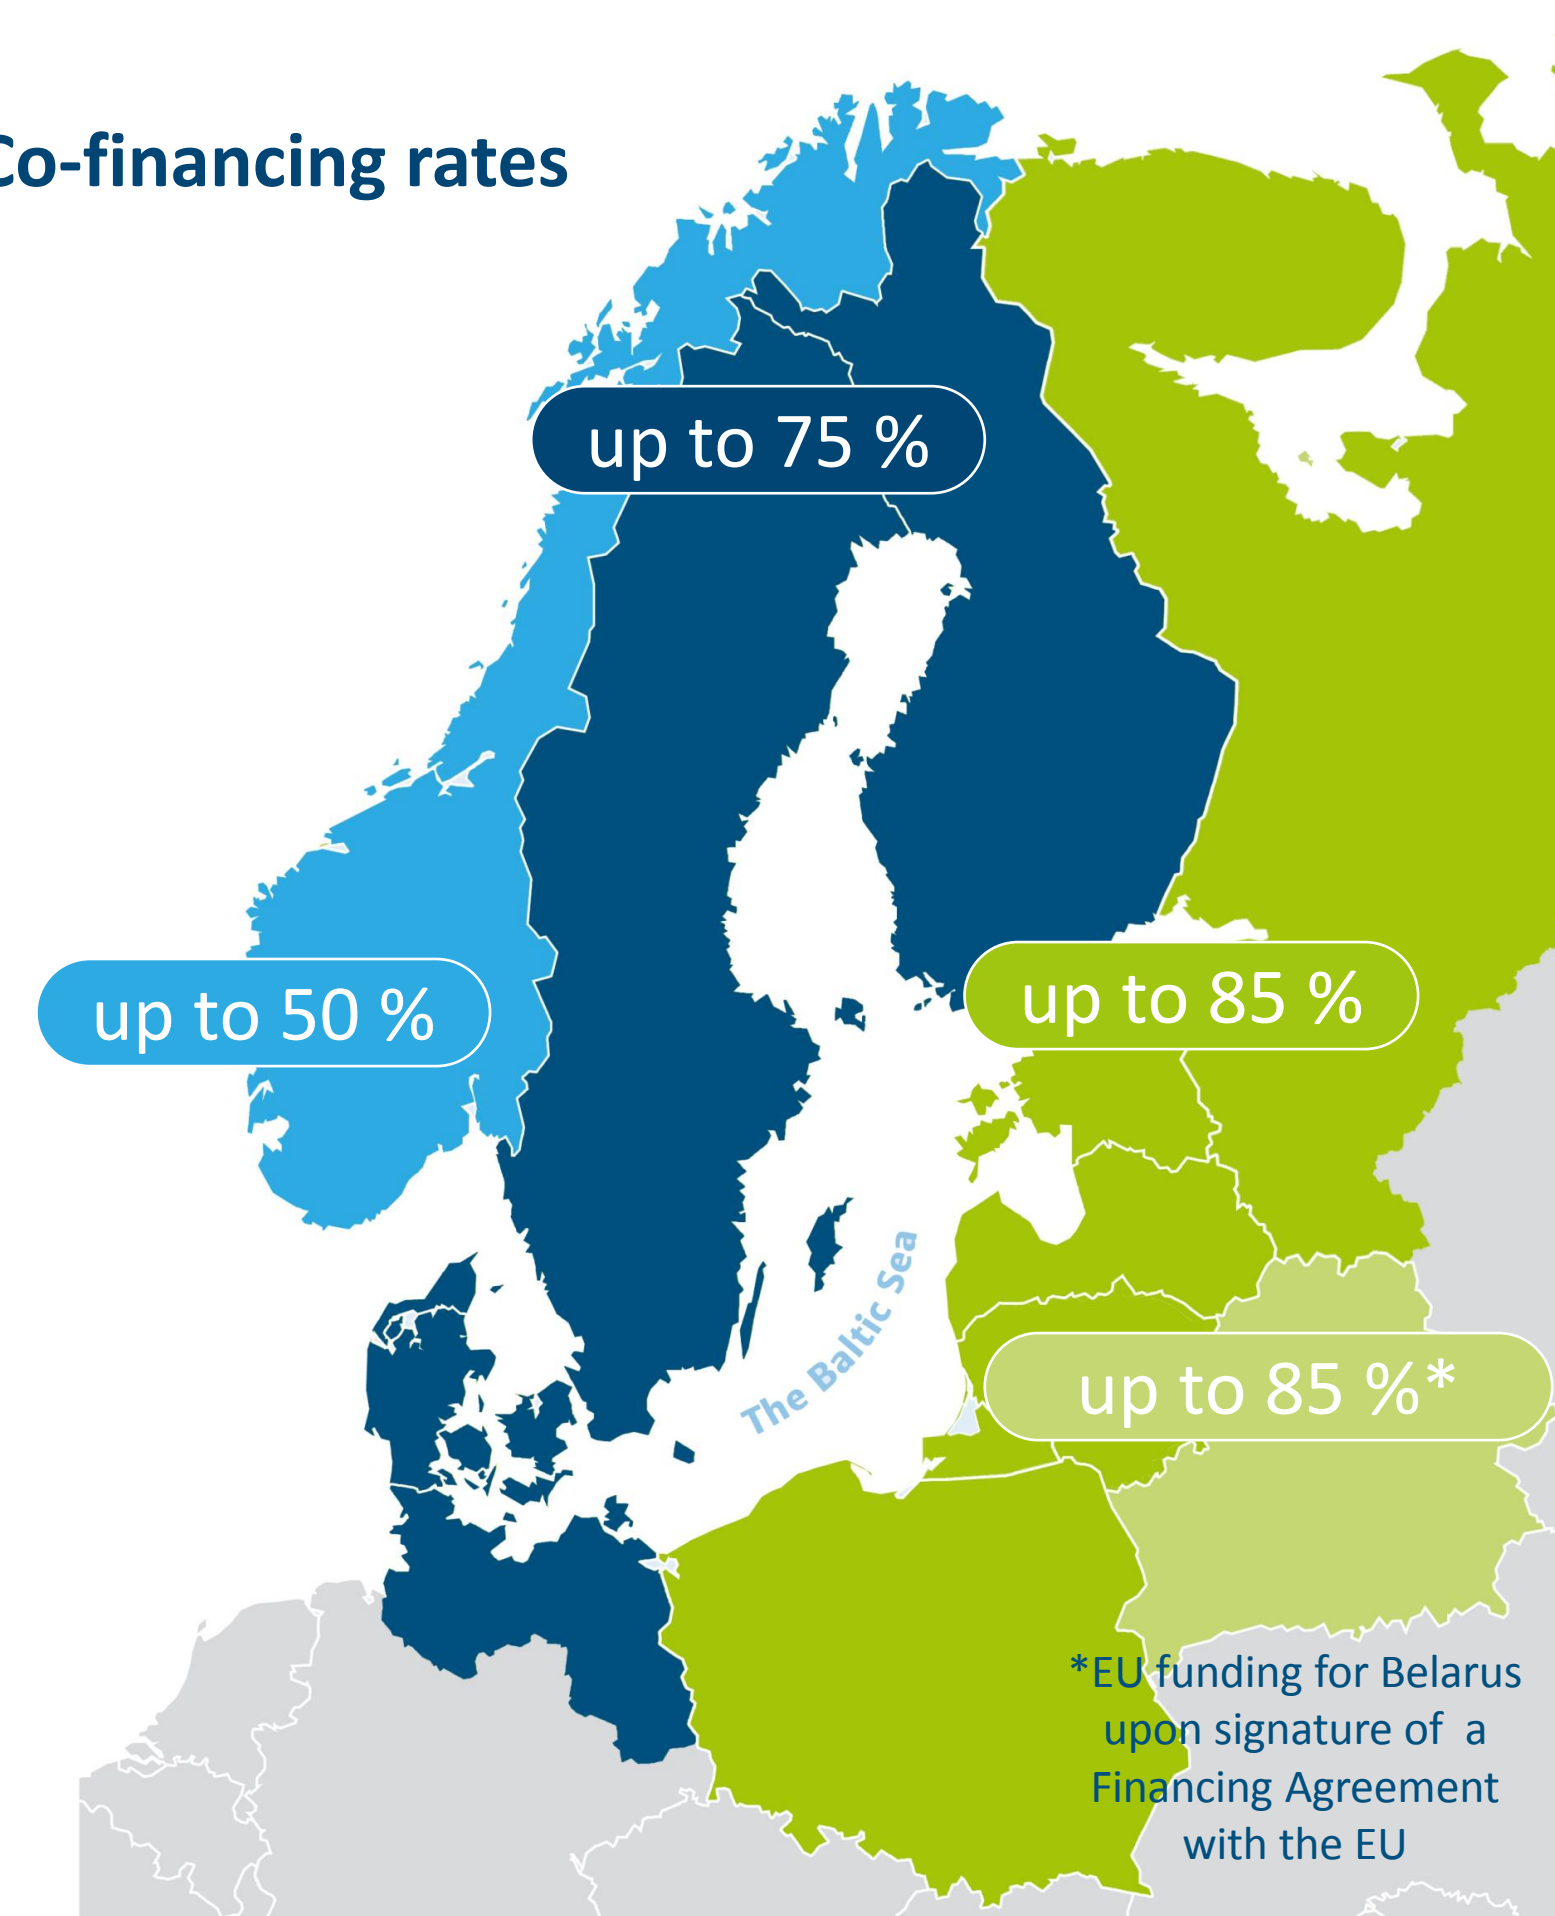 Co-financing rates
up to 75 %
up to 50 %
up to 85 %
The Baltic Sea
up to 85 %*
*EU funding for Belarus
upon signature of a
Financing Agreement
with the EU